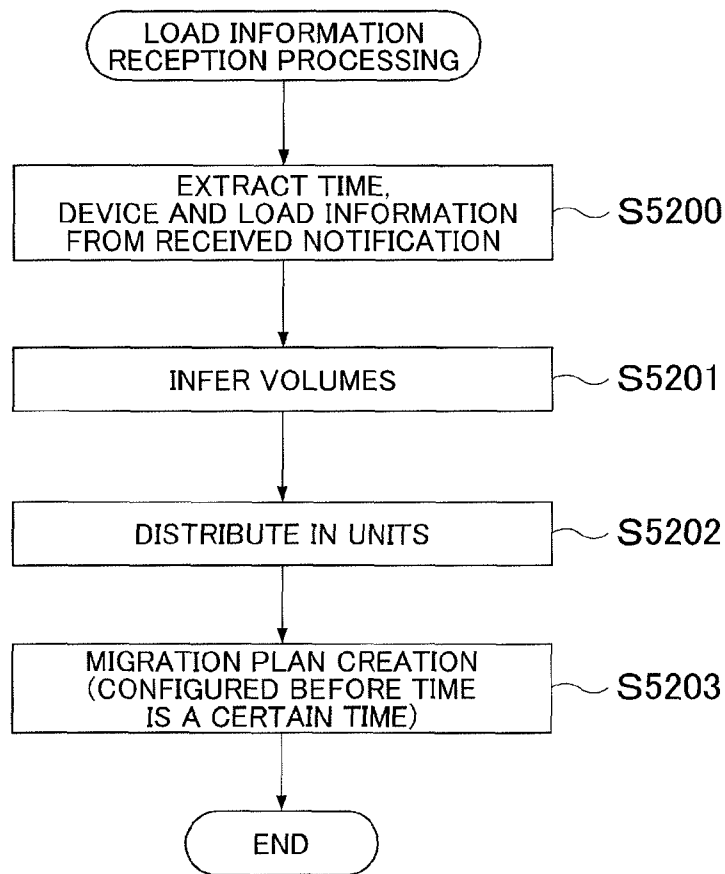 LOAD INFORMATION
RECEPTION PROCESSING
EXTRACT TIME,
DEVICE AND LOAD INFORMATION
FROM RECEIVED NOTIFICATION
S5200
INFER VOLUMES
S5201
DISTRIBUTE IN UNITS
S5202
MIGRATION PLAN CREATION
(CONFIGURED BEFORE TIME
IS A CERTAIN TIME)
S5203
END